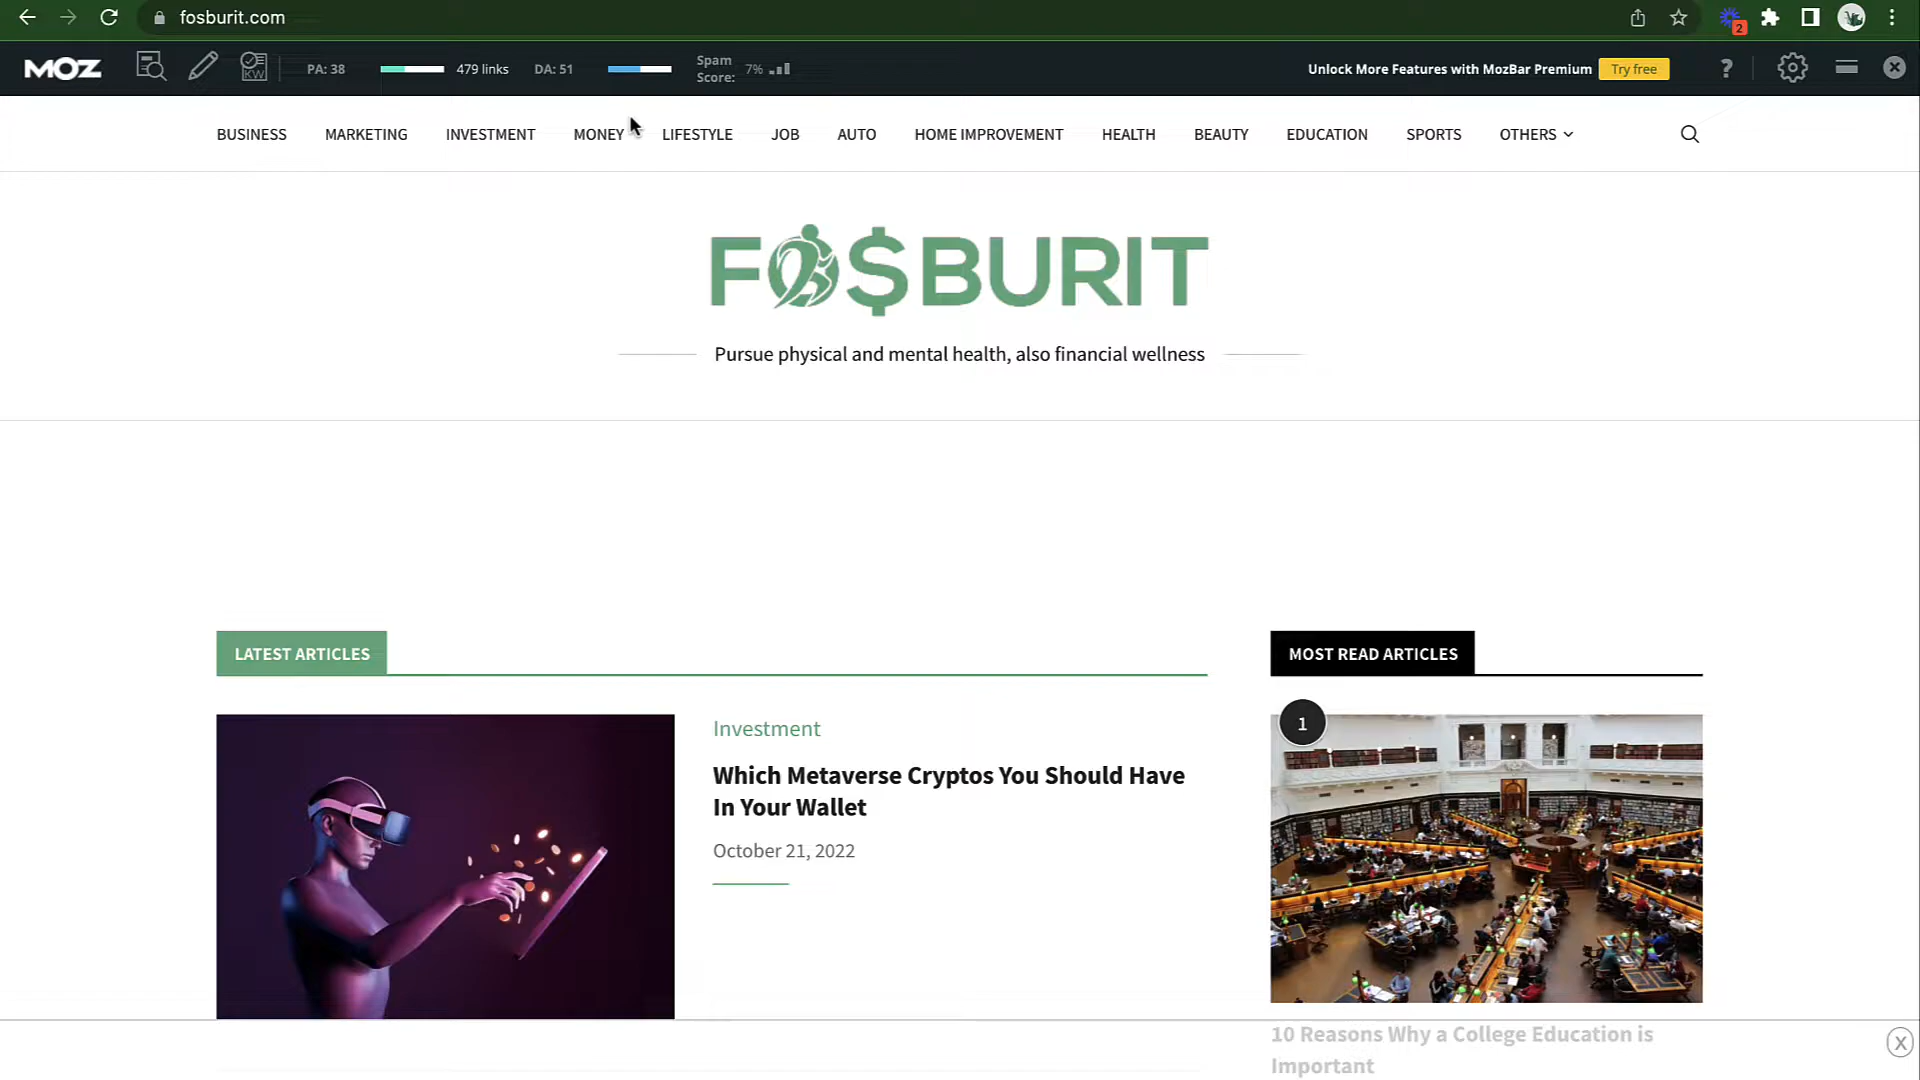 fosburit.com
2
MOZ
KW
PA: 38
479 links
DA: 51
Spam
Score:
7%
Unlock More Features with MozBar Premium
Try free
?
BUSINESS
MARKETING
INVESTMENT
MONEY
LIFESTYLE
JOB
AUTO
HOME IMPROVEMENT
HEALTH
BEAUTY
EDUCATION
SPORTS
OTHERS
FOSBURIT
Pursue physical and mental health, also financial wellness
LATEST ARTICLES
Investment
Which Metaverse Cryptos You Should Have
In Your Wallet
October 21, 2022
MOST READ ARTICLES
1
10 Reasons Why a College Education is
Important
X